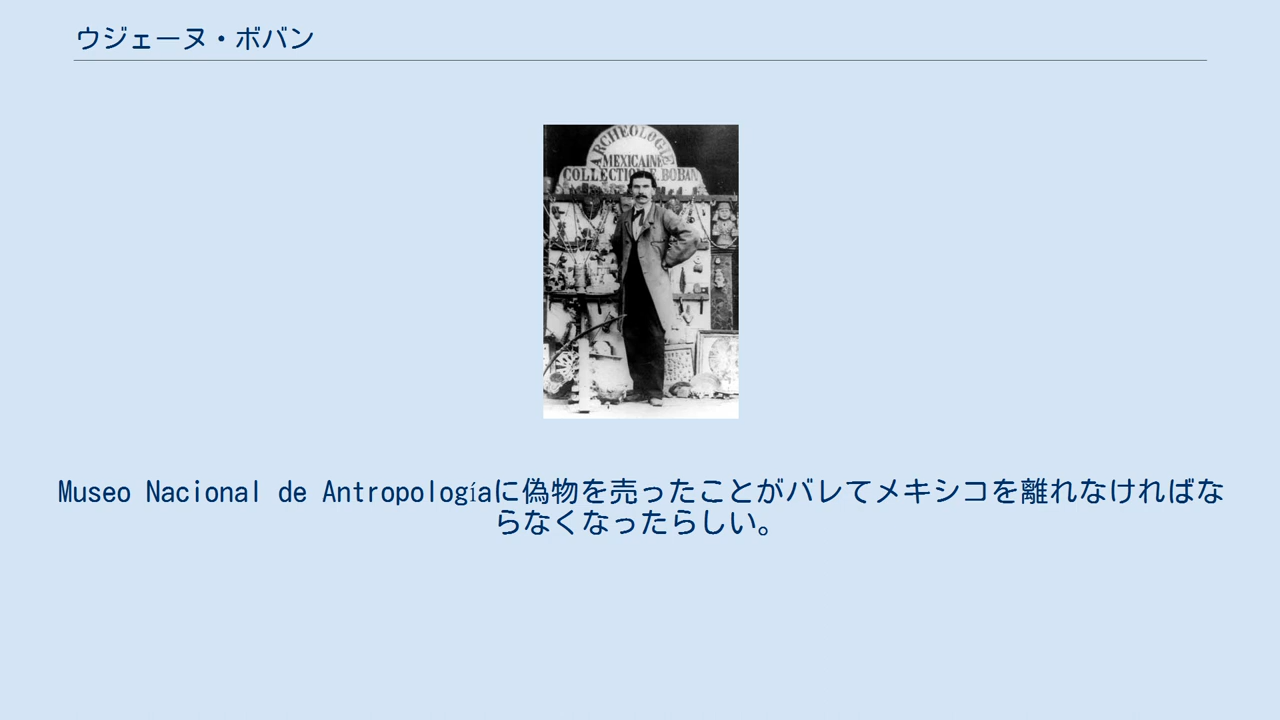 ウジェーヌ・ボバン
ARCHEOLOGIE
MEXICAINE
COLLECTION E. BOBAN
Museo Nacional de Antropologíaに偽物を売ったことがバレてメキシコを離れなければな
らなくなったらしい。